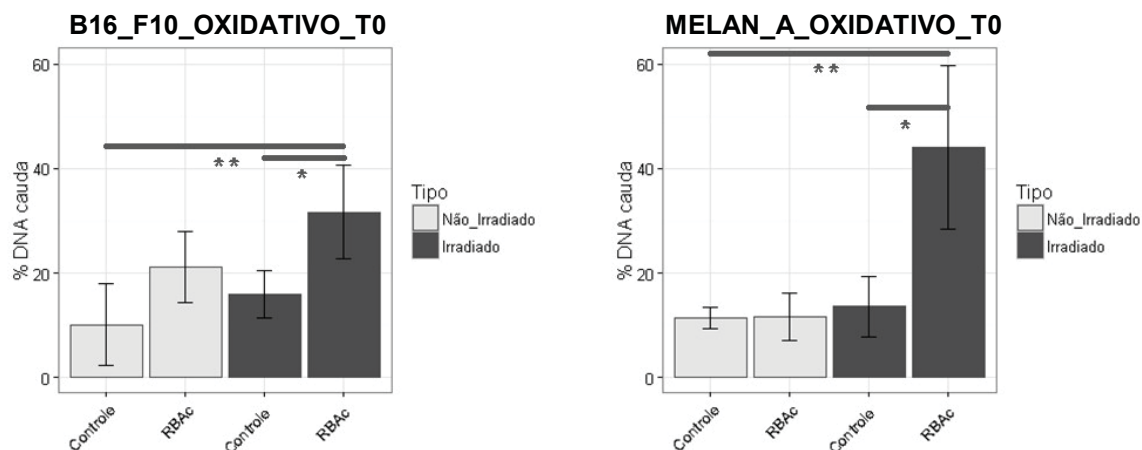 B16_F10_OXIDATIVO_T0
60
40
20
0
% DNA cauda
**
*
Controle
RBAc
Controle
RBAc
Tipo
Não_Irradiado
Irradiado
MELAN_A_OXIDATIVO_T0
60
40
20
0
% DNA cauda
**
*
Controle
RBAc
Controle
RBAc
Tipo
Não_Irradiado
Irradiado